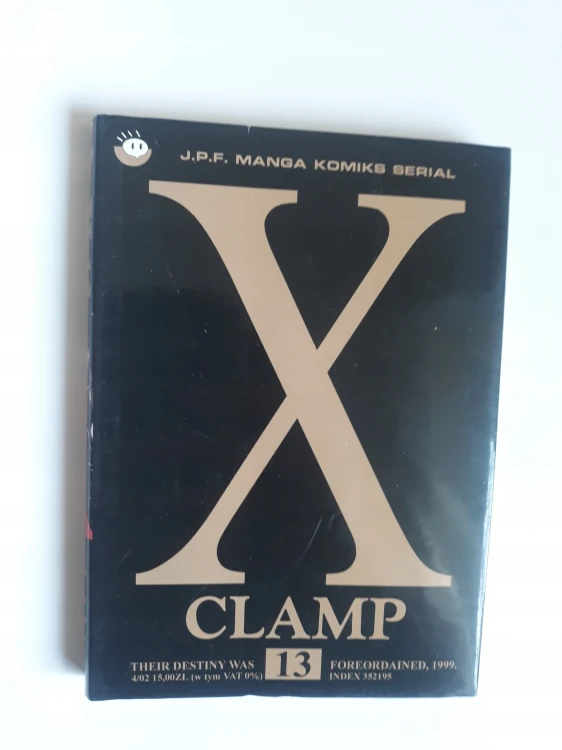 J.P.F. MANGA KOMIKS SERIAL
X
CLAMP
THEIR DESTINY WAS 13 FOREORDAINED, 1999.
4/02 15,00ZŁ (w tym VAT 0%) INDEX 352195